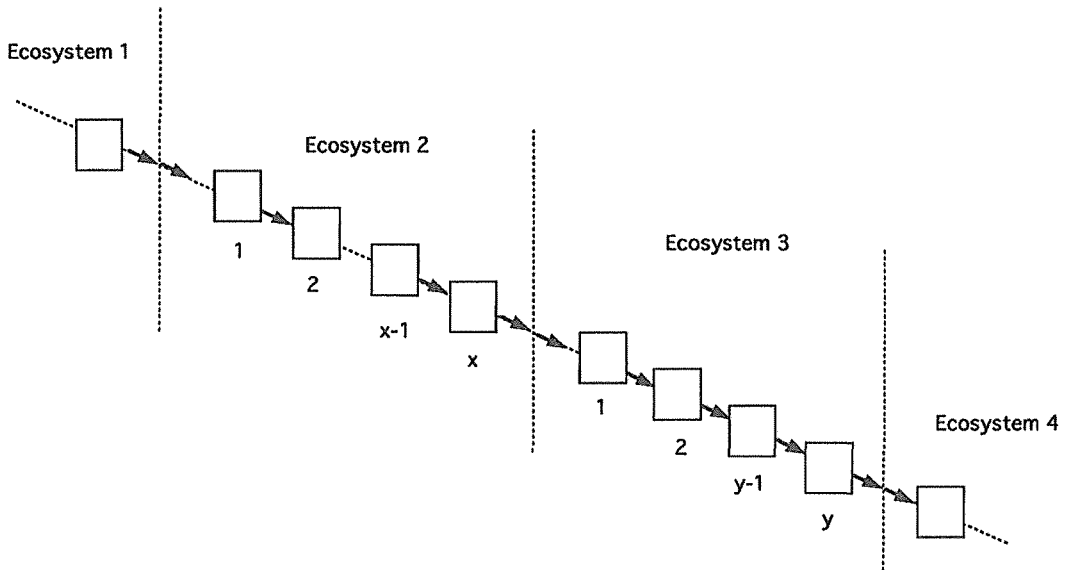 Ecosystem 1
Ecosystem 2
1
2
x-1
x
Ecosystem 3
1
2
y-1
y
Ecosystem 4